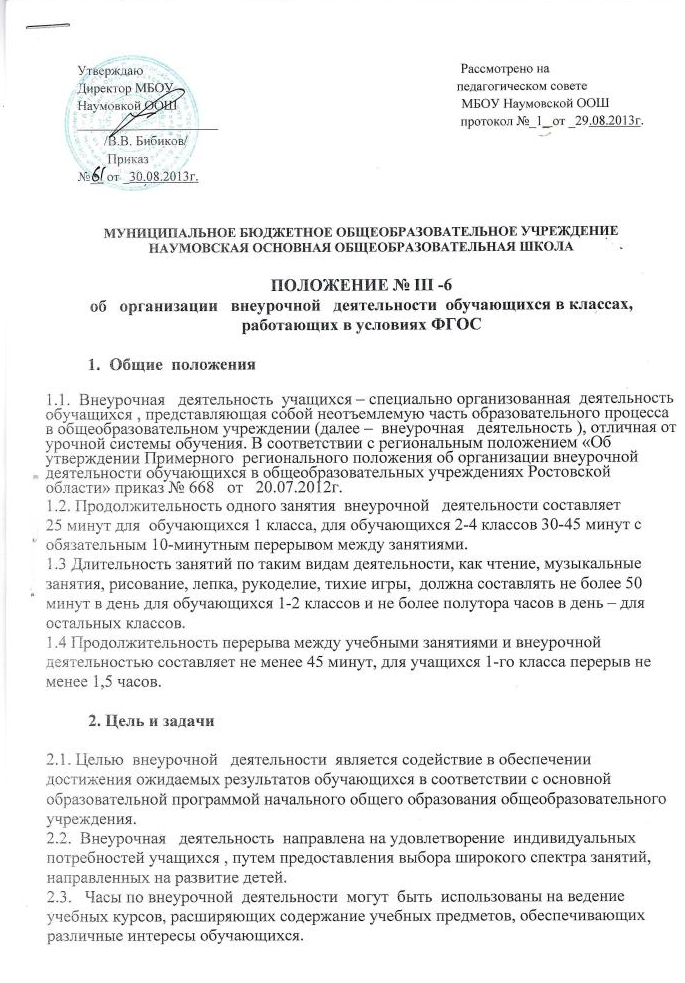 Утверждаю
Директор МБОУ
Наумовкой ООШ
/В.В. Бибиков/
Приказ
№61 от 30.08.2013г.
Рассмотрено на
педагогическом совете
МБОУ Наумовской ООШ
протокол №_1_ от _29.08.2013г.
МУНИЦИПАЛЬНОЕ БЮДЖЕТНОЕ ОБЩЕОБРАЗОВАТЕЛЬНОЕ УЧРЕЖДЕНИЕ
НАУМОВСКАЯ ОСНОВНАЯ ОБЩЕОБРАЗОВАТЕЛЬНАЯ ШКОЛА
ПОЛОЖЕНИЕ № III -6
об организации внеурочной деятельности обучающихся в классах,
работающих в условиях ФГОС
1. Общие положения
1.1. Внеурочная деятельность учащихся – специально организованная деятельность
обучащихся , представляющая собой неотъемлемую часть образовательного процесса
в общеобразовательном учреждении (далее – внеурочная деятельность ), отличная от
урочной системы обучения. В соответствии с региональным положением «Об
утверждении Примерного регионального положения об организации внеурочной
деятельности обучающихся в общеобразовательных учреждениях Ростовской
области» приказ № 668 от 20.07.2012г.
1.2. Продолжительность одного занятия внеурочной деятельности составляет
25 минут для обучающихся 1 класса, для обучающихся 2-4 классов 30-45 минут с
обязательным 10-минутным перерывом между занятиями.
1.3 Длительность занятий по таким видам деятельности, как чтение, музыкальные
занятия, рисование, лепка, рукоделие, тихие игры, должна составлять не более 50
минут в день для обучающихся 1-2 классов и не более полутора часов в день – для
остальных классов.
1.4 Продолжительность перерыва между учебными занятиями и внеурочной
деятельностью составляет не менее 45 минут, для учащихся 1-го класса перерыв не
менее 1,5 часов.
2. Цель и задачи
2.1. Целью внеурочной деятельности является содействие в обеспечении
достижения ожидаемых результатов обучающихся в соответствии с основной
образовательной программой начального общего образования общеобразовательного
учреждения.
2.2. Внеурочная деятельность направлена на удовлетворение индивидуальных
потребностей учащихся , путем предоставления выбора широкого спектра занятий,
направленных на развитие детей.
2.3. Часы по внеурочной деятельности могут быть использованы на ведение
учебных курсов, расширяющих содержание учебных предметов, обеспечивающих
различные интересы обучающихся.